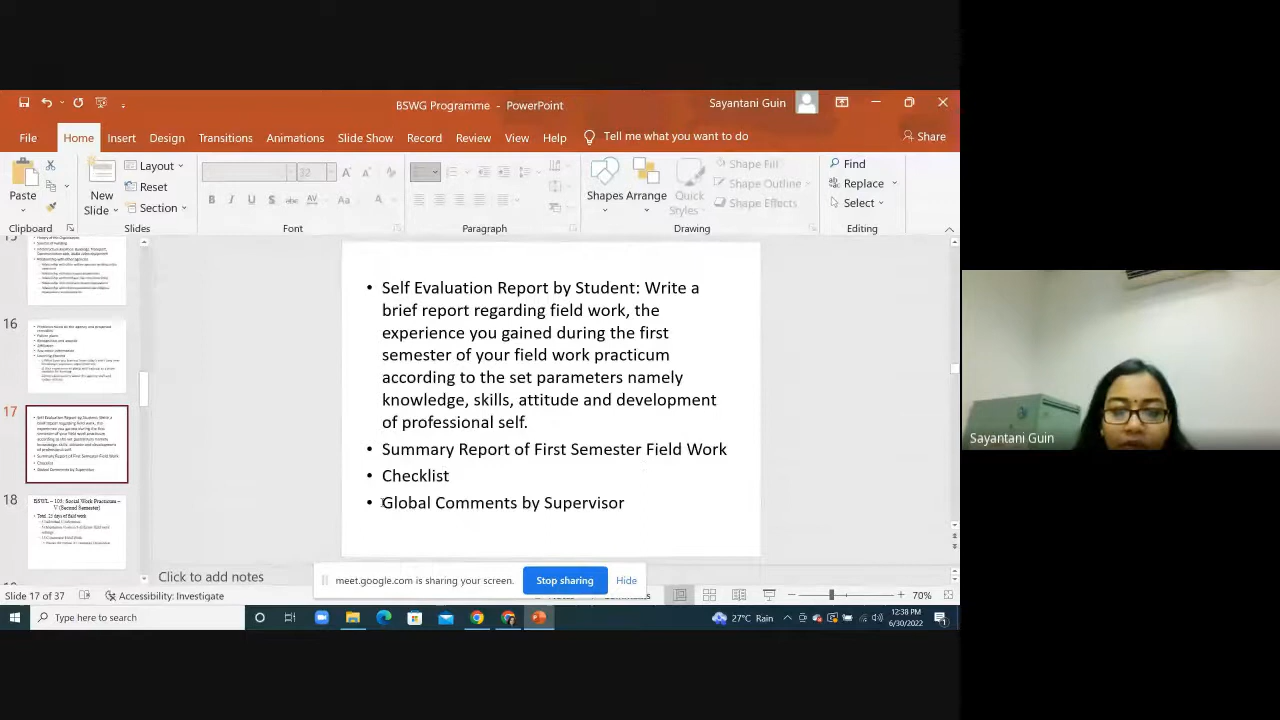 BSWG Programme - PowerPoint
Sayantani Guin
File Home Insert Design Transitions Animations Slide Show Record Review View Help Tell me what you want to do Share
Paste
New Slide
Layout
Reset
Section
32
B I U S abc AV Aa A
Shapes Arrange Quick Styles
Shape Fill
Shape Outline
Shape Effects
Find
Replace
Select
Clipboard Slides Font Paragraph Drawing Editing
15
16
17
18
BSWL – 103: Social Work Practicum –
V (Second Semester)
• Self Evaluation Report by Student: Write a
brief report regarding field work, the
experience you gained during the first
semester of your field work practicum
according to the set parameters namely
knowledge, skills, attitude and development
of professional self.
• Summary Report of First Semester Field Work
• Checklist
• Global Comments by Supervisor
Sayantani Guin
Click to add notes
meet.google.com is sharing your screen. Stop sharing Hide
Slide 17 of 37 Accessibility: Investigate 70%
Type here to search
27°C Rain
12:38 PM
6/30/2022